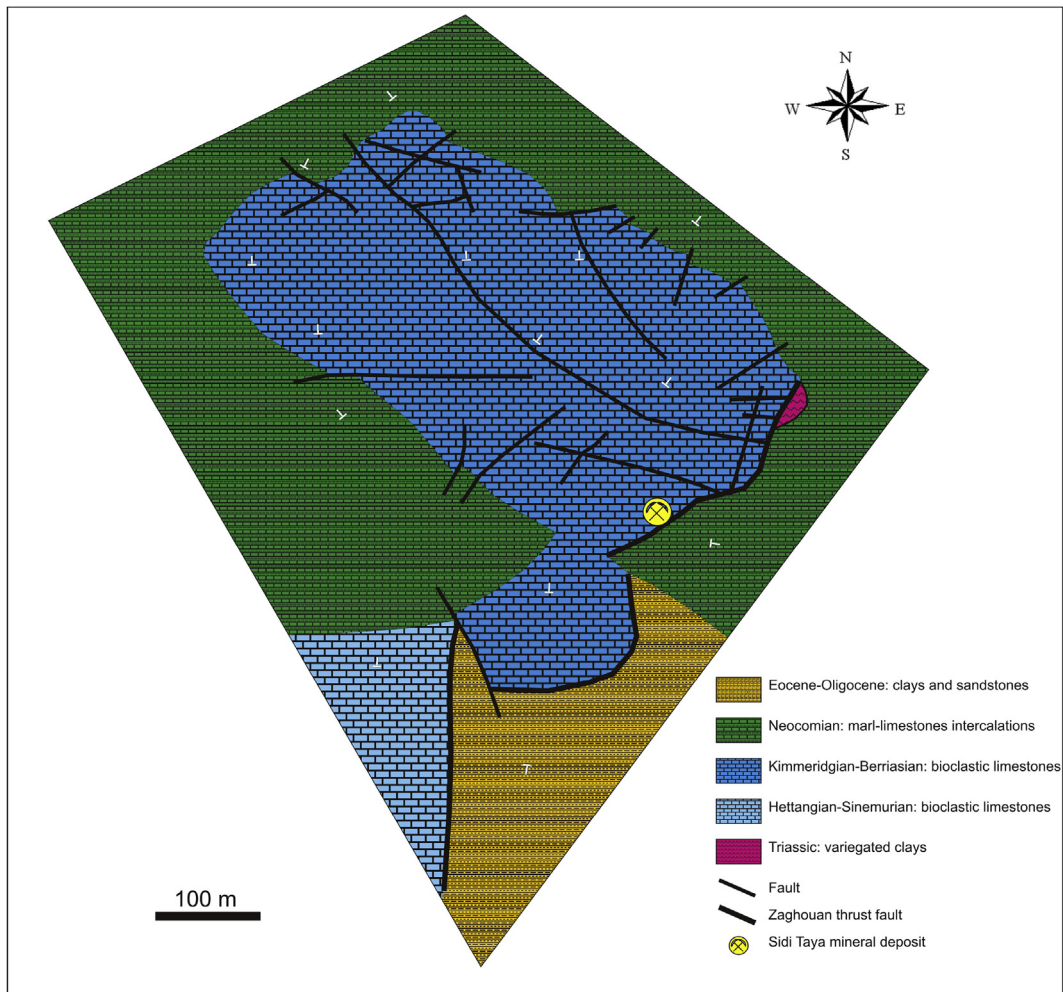 N
W E
S
Eocene-Oligocene: clays and sandstones
Neocomian: marl-limestones intercalations
Kimmeridgian-Berriasian: bioclastic limestones
Hettangian-Sinemurian: bioclastic limestones
Triassic: variegated clays
Fault
Zaghouan thrust fault
Sidi Taya mineral deposit
100 m